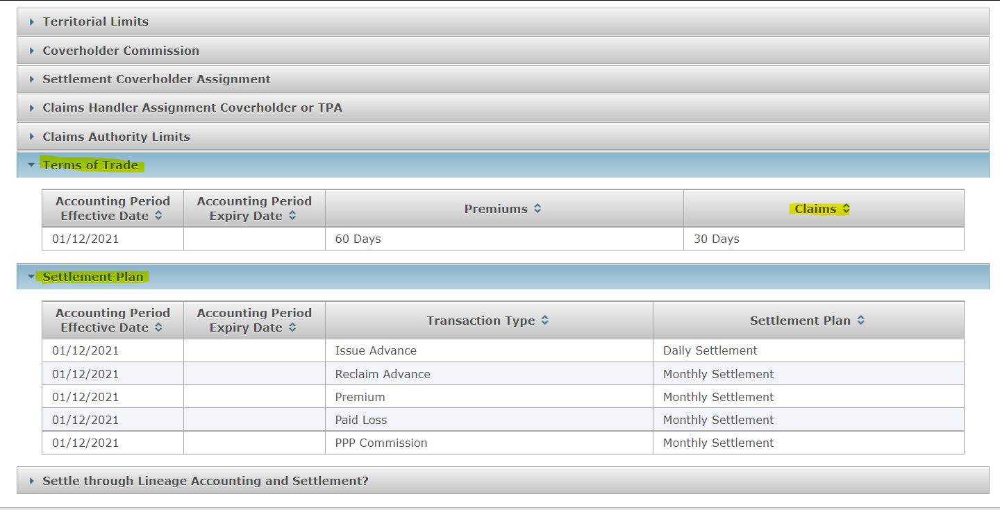 Territorial Limits
Coverholder Commission
Settlement Coverholder Assignment
Claims Handler Assignment Coverholder or TPA
Claims Authority Limits
Terms of Trade
Accounting Period Effective Date Accounting Period Expiry Date Premiums Claims
01/12/2021 60 Days 30 Days
Settlement Plan
Accounting Period Effective Date Accounting Period Expiry Date Transaction Type Settlement Plan
01/12/2021 Issue Advance Daily Settlement
01/12/2021 Reclaim Advance Monthly Settlement
01/12/2021 Premium Monthly Settlement
01/12/2021 Paid Loss Monthly Settlement
01/12/2021 PPP Commission Monthly Settlement
Settle through Lineage Accounting and Settlement?